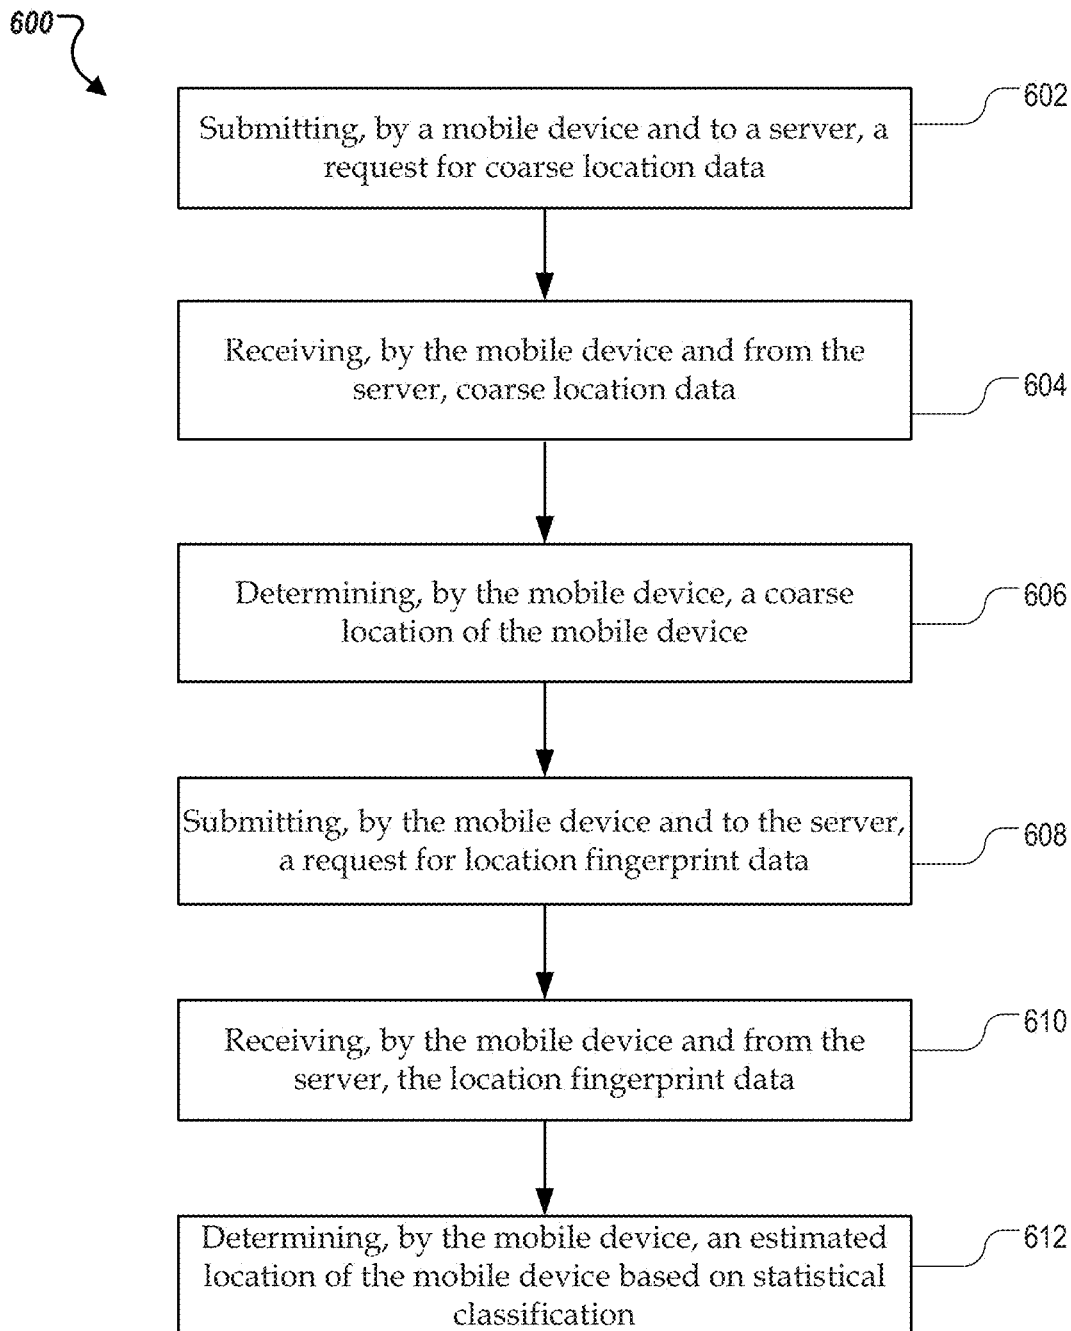 600
Submitting, by a mobile device and to a server, a
request for coarse location data
602
Receiving, by the mobile device and from the
server, coarse location data
604
Determining, by the mobile device, a coarse
location of the mobile device
606
Submitting, by the mobile device and to the server,
a request for location fingerprint data
608
Receiving, by the mobile device and from the
server, the location fingerprint data
610
Determining, by the mobile device, an estimated
location of the mobile device based on statistical
classification
612